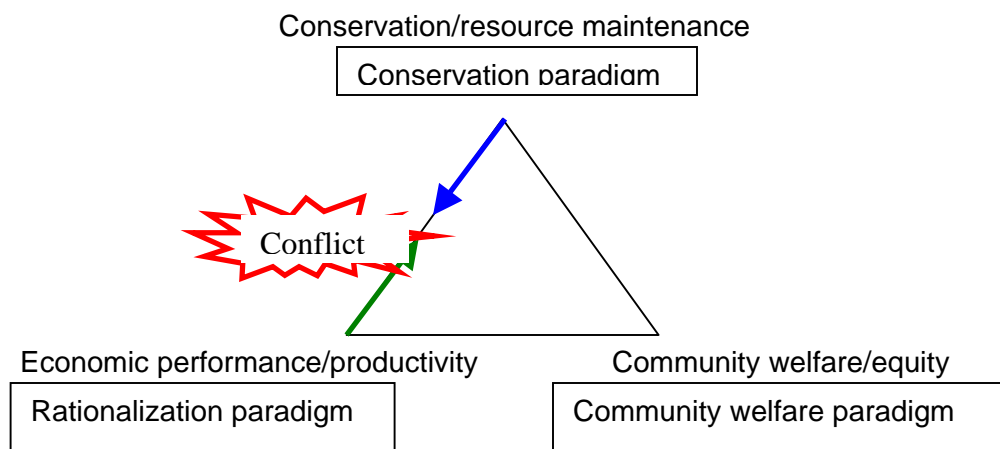 Conservation/resource maintenance
Conservation paradigm
Conflict
Economic performance/productivity
Community welfare/equity
Rationalization paradigm
Community welfare paradigm